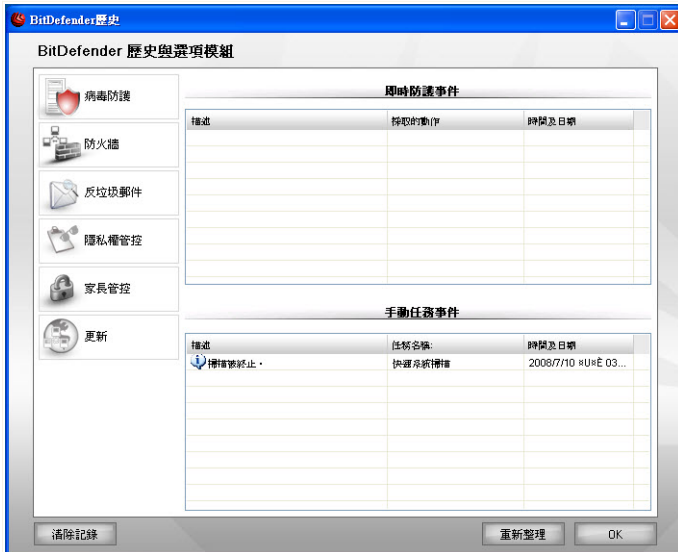 BitDefender歷史
BitDefender 歷史與選項模組
病毒防護
防火牆
反垃圾郵件
隱私權管控
家長管控
更新
即時防護事件
描述 採取的動作 時間及日期
手動任務事件
描述 任務名稱: 時間及日期
掃描被終止。 快速系統掃描 2008/7/10 ¤U¤È 03...
清除記錄 重新整理 OK